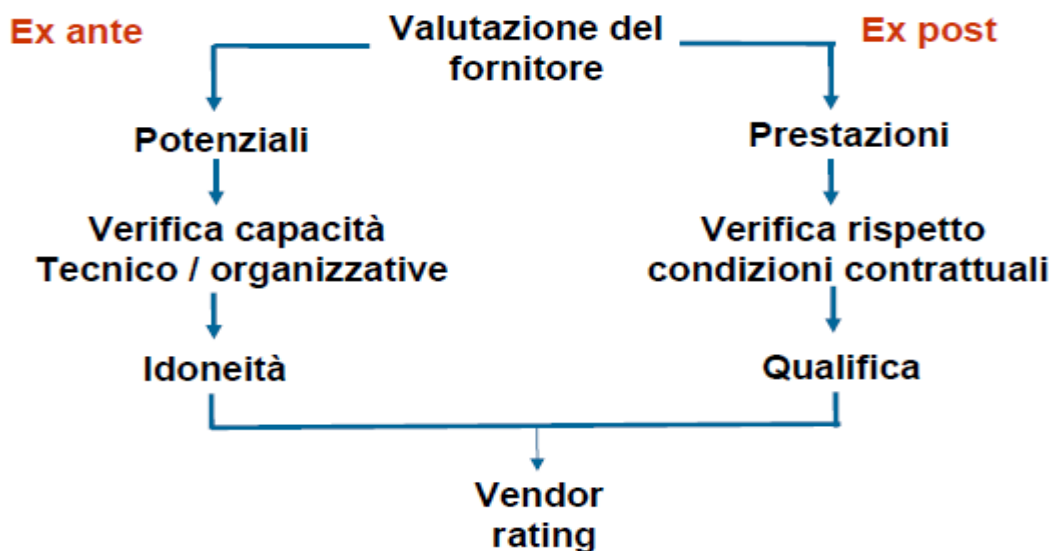 Ex ante
Valutazione del
fornitore
Ex post
Potenziali
Prestazioni
Verifica capacità
Tecnico / organizzative
Verifica rispetto
condizioni contrattuali
Idoneità
Qualifica
Vendor
rating